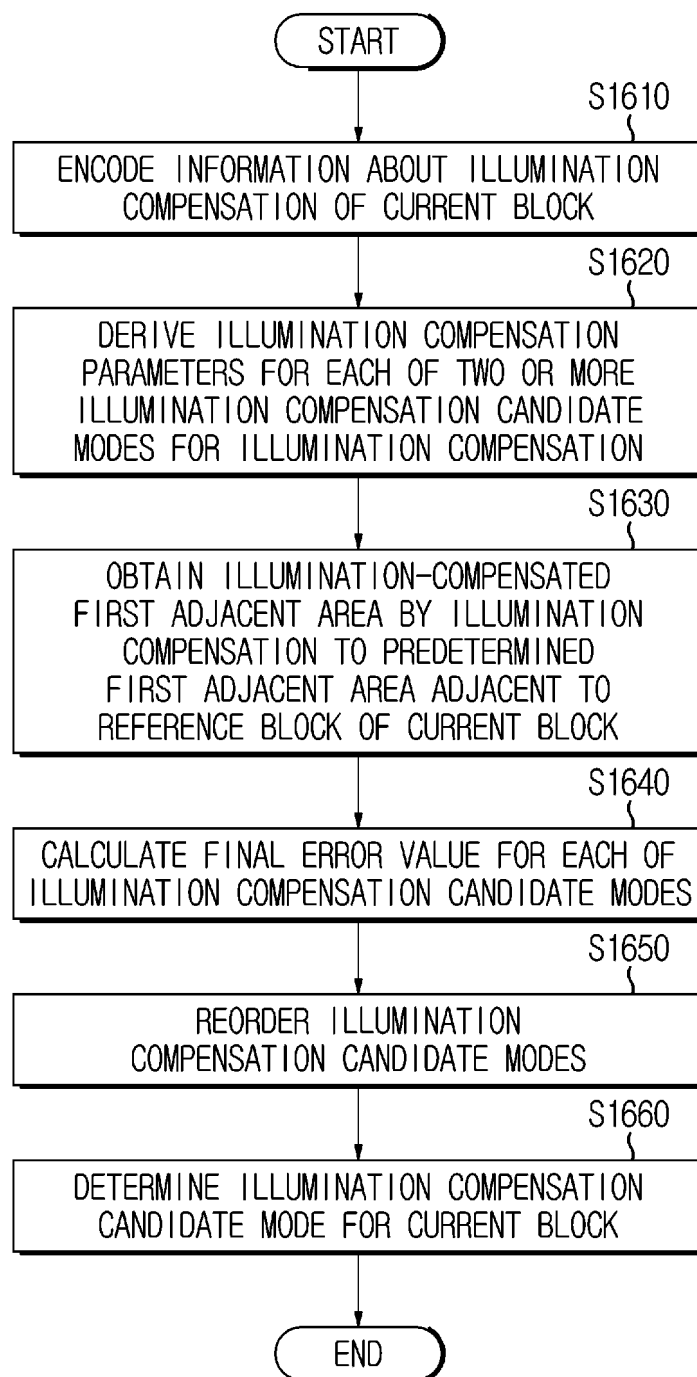 START
S1610
ENCODE INFORMATION ABOUT ILLUMINATION
COMPENSATION OF CURRENT BLOCK
S1620
DERIVE ILLUMINATION COMPENSATION
PARAMETERS FOR EACH OF TWO OR MORE
ILLUMINATION COMPENSATION CANDIDATE
MODES FOR ILLUMINATION COMPENSATION
S1630
OBTAIN ILLUMINATION-COMPENSATED
FIRST ADJACENT AREA BY ILLUMINATION
COMPENSATION TO PREDETERMINED
FIRST ADJACENT AREA ADJACENT TO
REFERENCE BLOCK OF CURRENT BLOCK
S1640
CALCULATE FINAL ERROR VALUE FOR EACH OF
ILLUMINATION COMPENSATION CANDIDATE MODES
S1650
REORDER ILLUMINATION
COMPENSATION CANDIDATE MODES
S1660
DETERMINE ILLUMINATION COMPENSATION
CANDIDATE MODE FOR CURRENT BLOCK
END